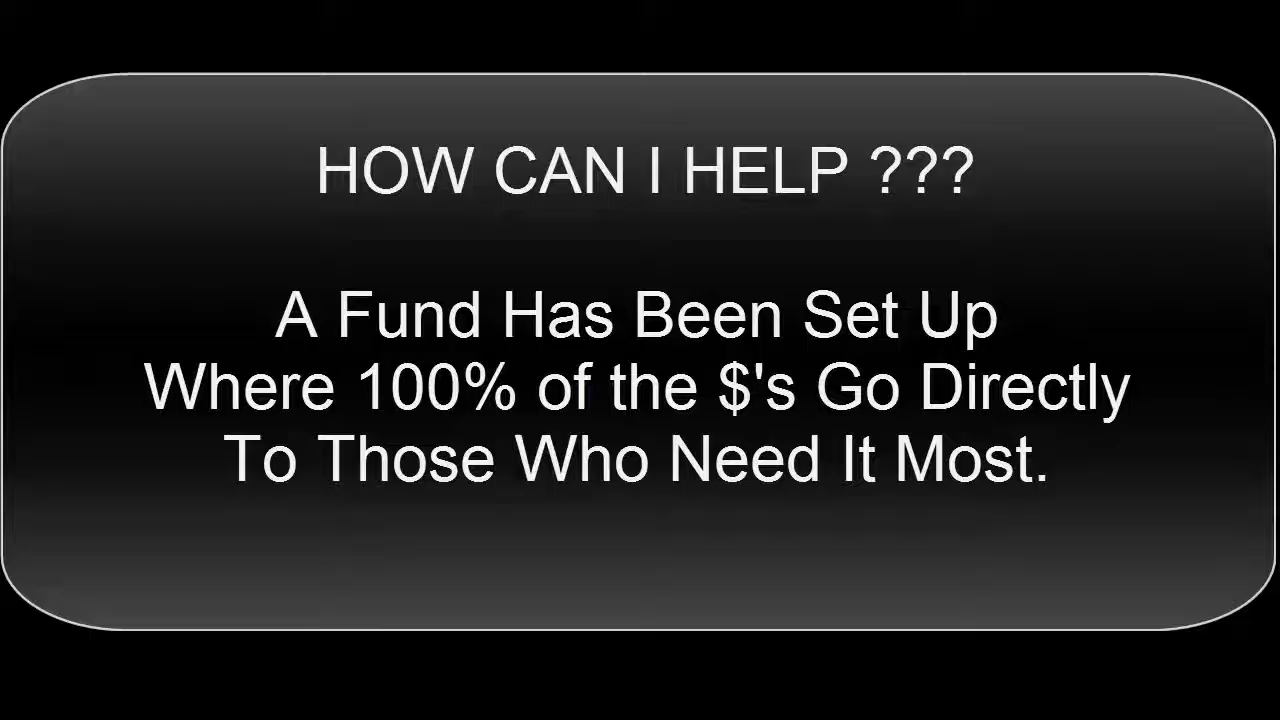 HOW CAN I HELP ???
A Fund Has Been Set Up
Where 100% of the $'s Go Directly
To Those Who Need It Most.